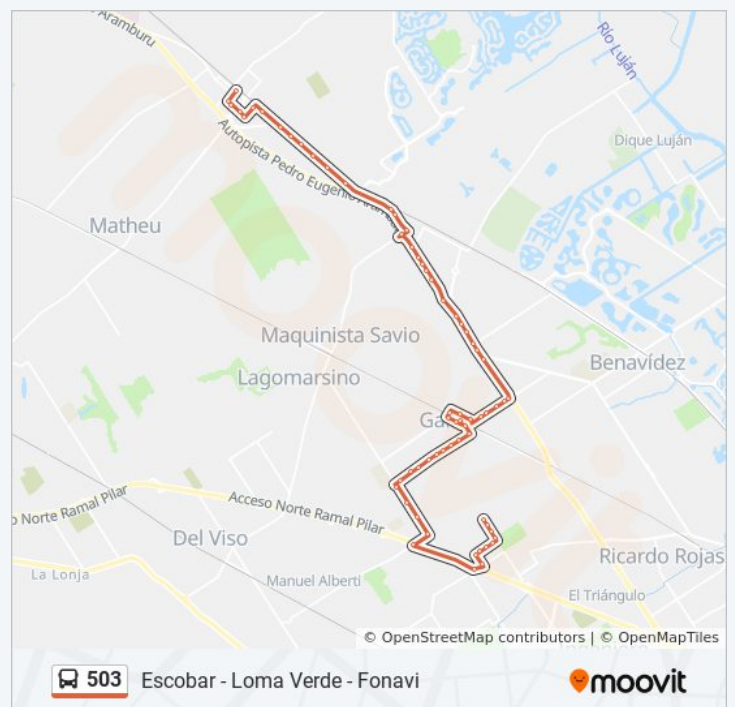 Aramburu
Río Luján
Autopista Pedro Eugenio Aramburu
Dique Luján
Matheu
Maquinista Savio
Lagomarsino
Benavídez
Acceso Norte Ramal Pilar
o Norte Ramal Pilar
Del Viso
Ricardo Rojas
La Lonja
Manuel Alberti
El Triángulo
© OpenStreetMap contributors | © OpenMapTiles
503 Escobar - Loma Verde - Fonavi
moovit